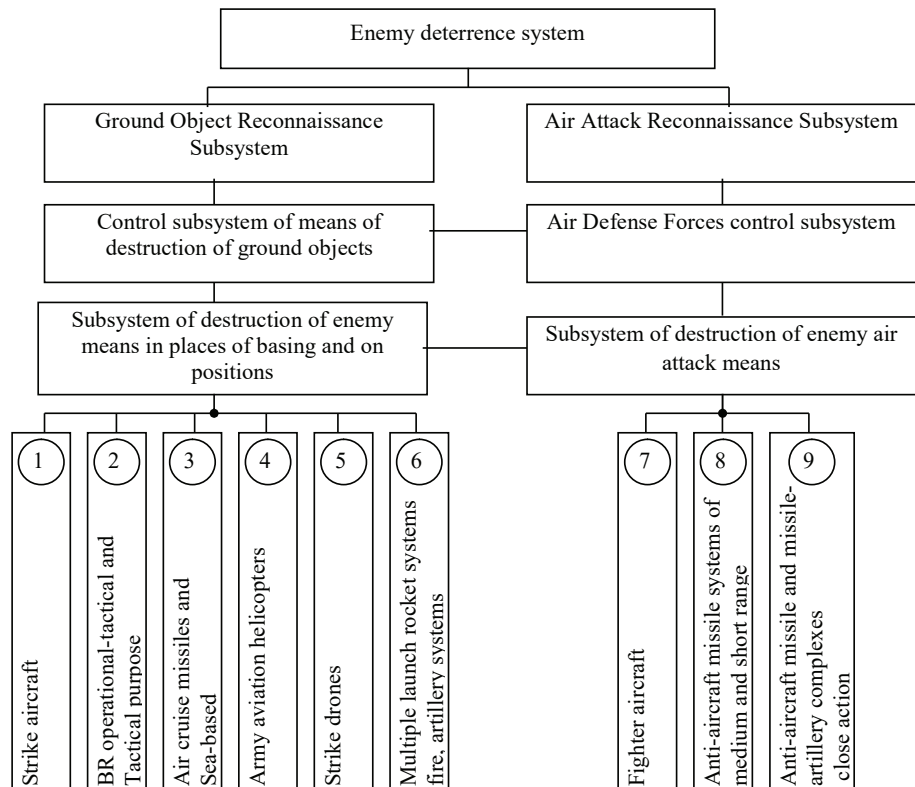 Enemy deterrence system
Ground Object Reconnaissance
Subsystem
Air Attack Reconnaissance Subsystem
Control subsystem of means of
destruction of ground objects
Air Defense Forces control subsystem
Subsystem of destruction of enemy
means in places of basing and on
positions
Subsystem of destruction of enemy air
attack means
1
Strike aircraft
2
BR operational-tactical and
Tactical purpose
3
Air cruise missiles and
Sea-based
4
Army aviation helicopters
5
Strike drones
6
Multiple launch rocket systems
fire, artillery systems
7
Fighter aircraft
8
Anti-aircraft missile systems of
medium and short range
9
Anti-aircraft missile and missile-
artillery complexes
close action